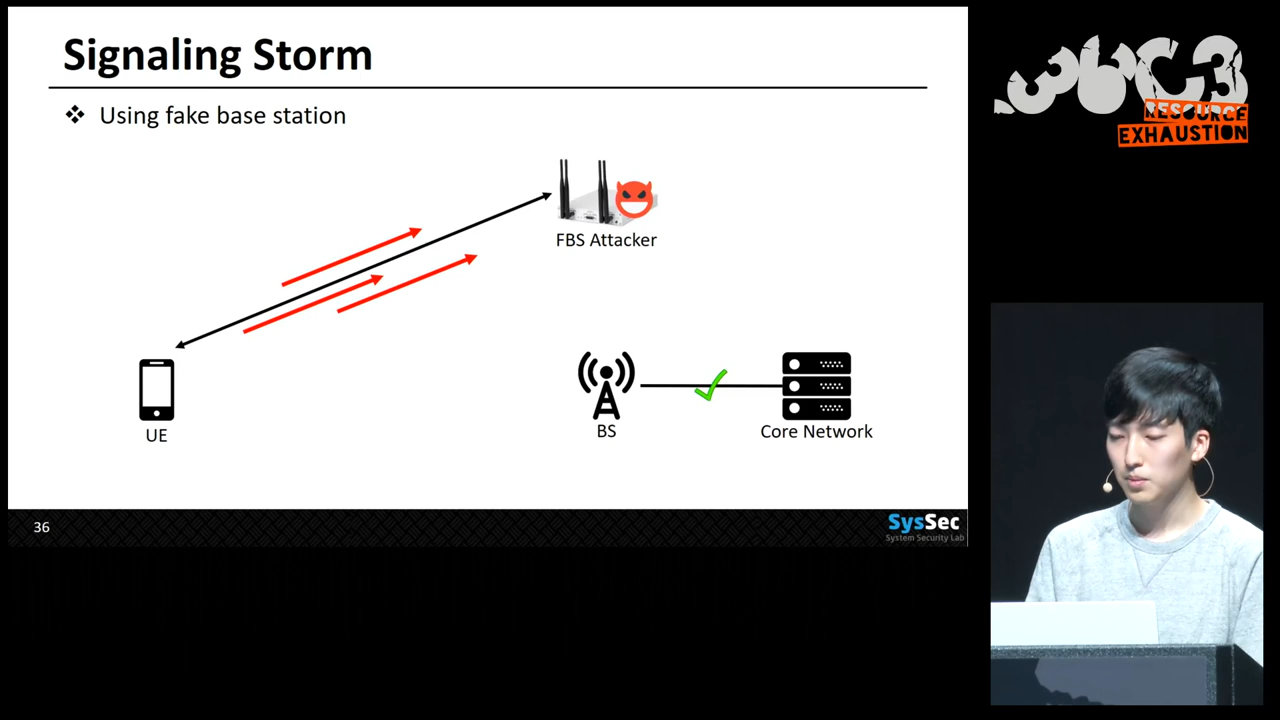 Signaling Storm
❖ Using fake base station
FBS Attacker
UE
BS
Core Network
36
SysSec
System Security Lab
36C3
RESOURCE
EXHAUSTION